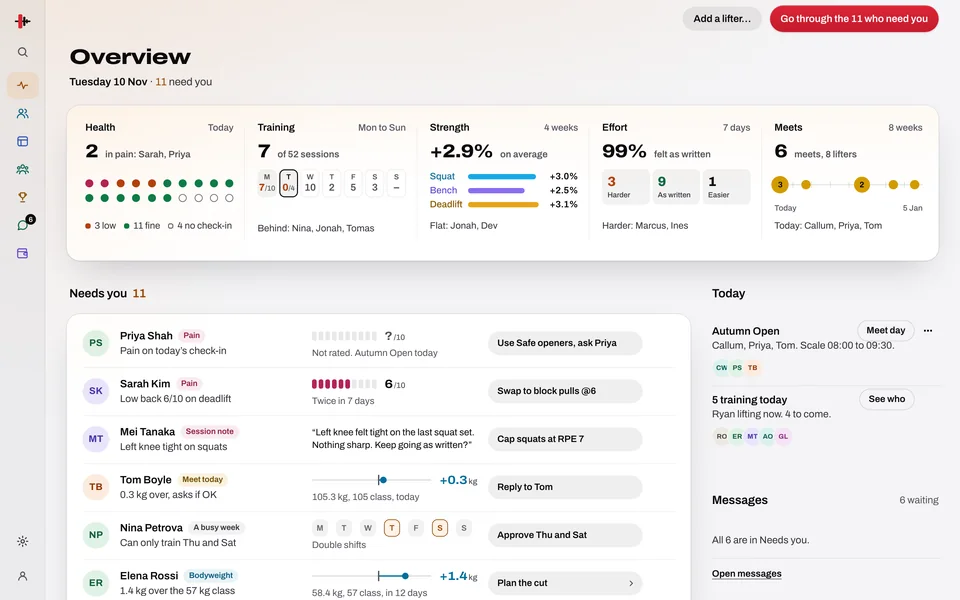 Add a lifter...
Go through the 11 who need you
Overview
Tuesday 10 Nov · 11 need you
Health
Today
2 in pain: Sarah, Priya
3 low
11 fine
4 no check-in
Training
Mon to Sun
7 of 52 sessions
M T W T F S S
7/10 0/4 10 2 5 3 –
Behind: Nina, Jonah, Tomas
Strength
4 weeks
+2.9% on average
Squat +3.0%
Bench +2.5%
Deadlift +3.1%
Flat: Jonah, Dev
Effort
7 days
99% felt as written
3 9 1
Harder As written Easier
Harder: Marcus, Ines
Meets
8 weeks
6 meets, 8 lifters
3 2
Today 5 Jan
Today: Callum, Priya, Tom
6
Needs you 11
PS
Priya Shah Pain
Pain on today's check-in
?/10
Not rated. Autumn Open today
Use Safe openers, ask Priya
SK
Sarah Kim Pain
Low back 6/10 on deadlift
6/10
Twice in 7 days
Swap to block pulls @6
MT
Mei Tanaka Session note
Left knee tight on squats
“Left knee felt tight on the last squat set.
Nothing sharp. Keep going as written?”
Cap squats at RPE 7
TB
Tom Boyle Meet today
0.3 kg over, asks if OK
+0.3 kg
105.3 kg, 105 class, today
Reply to Tom
NP
Nina Petrova A busy week
Can only train Thu and Sat
M T W T F S S
Double shifts
Approve Thu and Sat
ER
Elena Rossi Bodyweight
1.4 kg over the 57 kg class
+1.4 kg
58.4 kg, 57 class, in 12 days
Plan the cut
Today
Autumn Open
Meet day
Callum, Priya, Tom. Scale 08:00 to 09:30.
CW PS TB
5 training today
See who
Ryan lifting now. 4 to come.
RO ER MT AO GL
Messages
6 waiting
All 6 are in Needs you.
Open messages